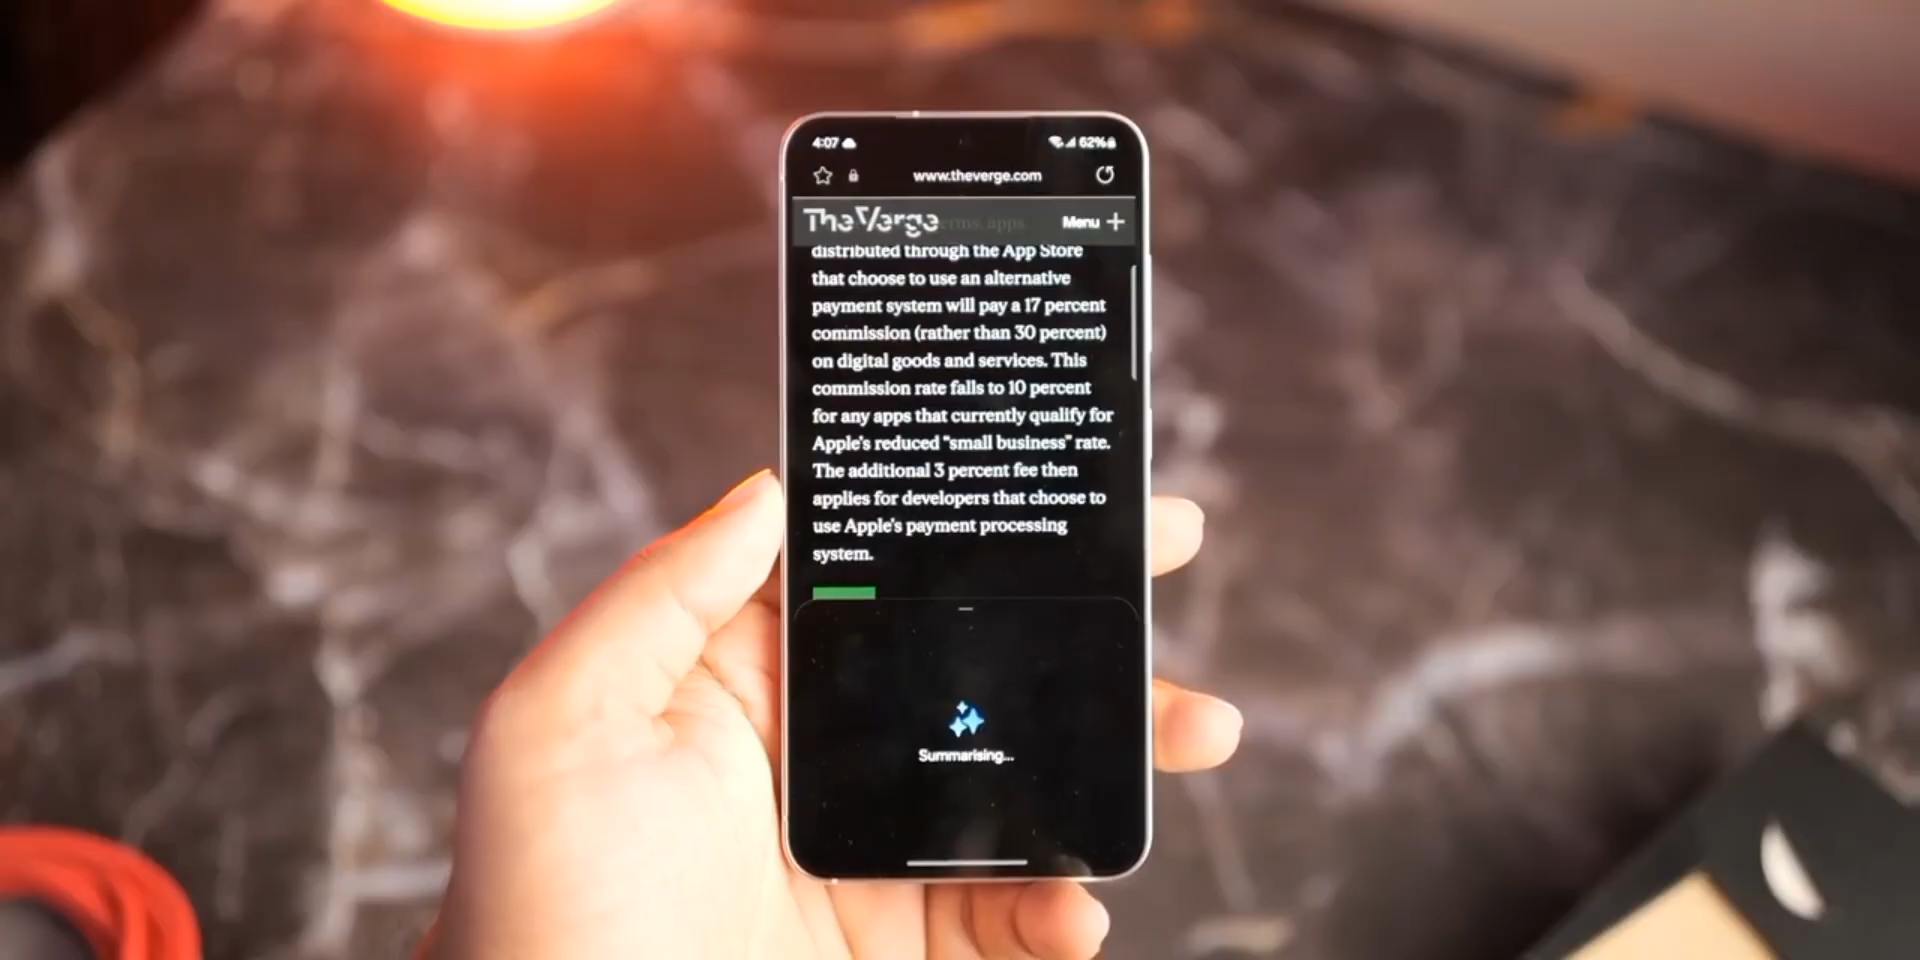 4:07
62%
www.theverge.com
The Verge
Menu
terms, apps
distributed through the App Store
that choose to use an alternative
payment system will pay a 17 percent
commission (rather than 30 percent)
on digital goods and services. This
commission rate falls to 10 percent
for any apps that currently qualify for
Apple's reduced "small business" rate.
The additional 3 percent fee then
applies for developers that choose to
use Apple's payment processing
system.
Summarising...